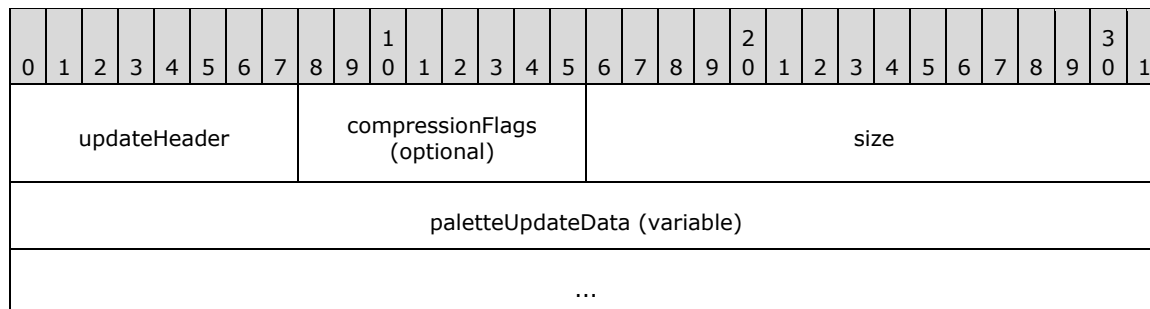 1 2 3
0 1 2 3 4 5 6 7 8 9 0 1 2 3 4 5 6 7 8 9 0 1 2 3 4 5 6 7 8 9 0 1
updateHeader compressionFlags (optional) size
paletteUpdateData (variable)
...